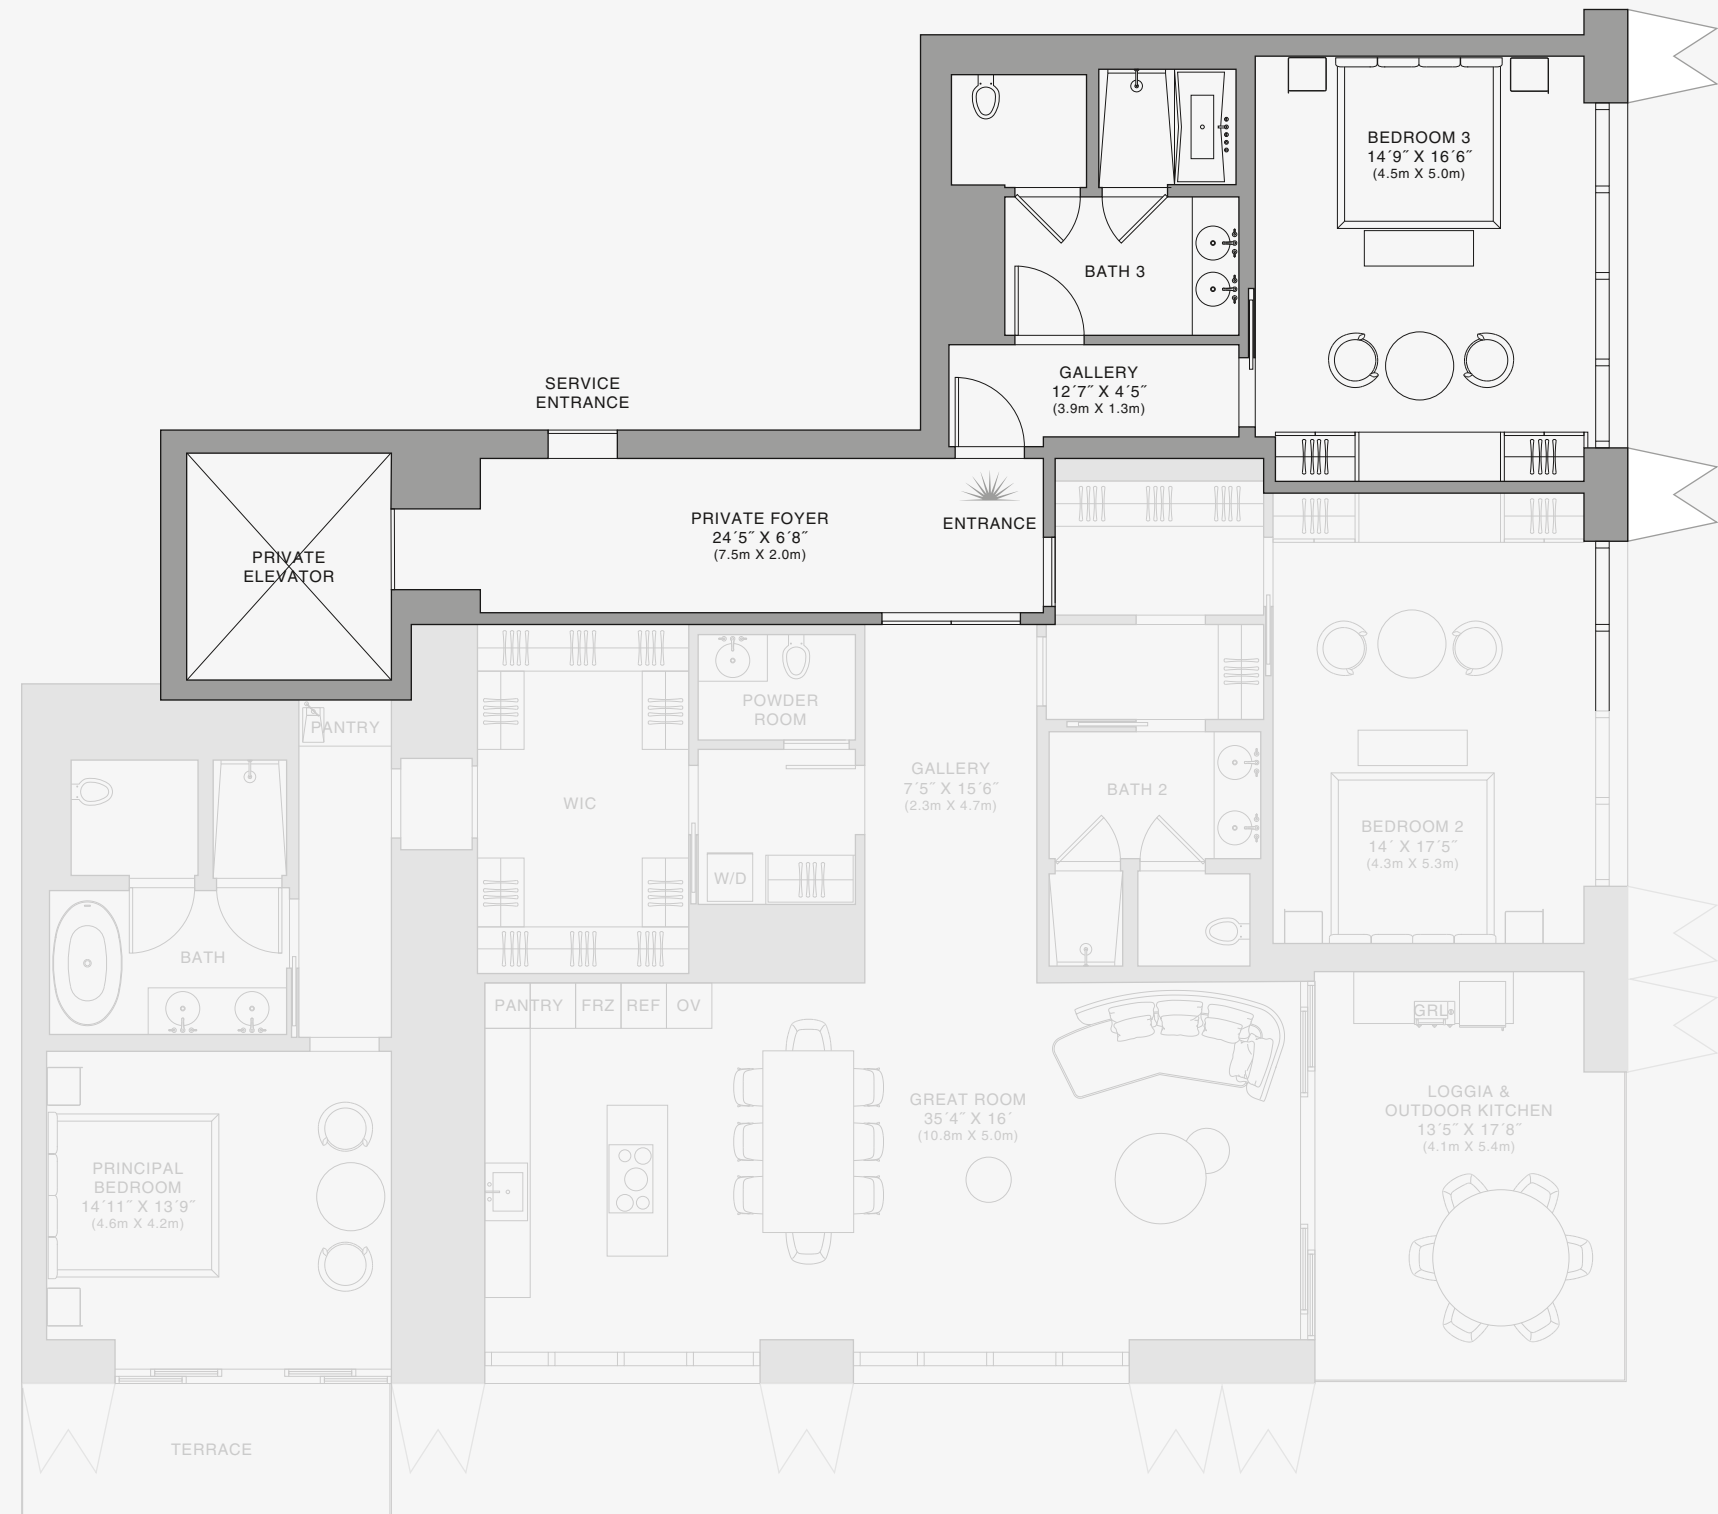 BEDROOM 3
14´9˝ X 16´6˝
(4.5m X 5.0m)
BATH 3
GALLERY
12´7˝ X 4´5˝
(3.9m X 1.3m)
SERVICE
ENTRANCE
PRIVATE FOYER
24´5˝ X 6´8˝
(7.5m X 2.0m)
ENTRANCE
PRIVATE
ELEVATOR
PANTRY
POWDER
ROOM
WIC
GALLERY
7´5˝ X 15´6˝
(2.3m X 4.7m)
BATH 2
BEDROOM 2
14´ X 17´5˝
(4.3m X 5.3m)
W/D
BATH
PANTRY
FRZ
REF
OV
GRL
GREAT ROOM
35´4˝ X 16´
(10.8m X 5.0m)
LOGGIA &
OUTDOOR KITCHEN
13´5˝ X 17´8˝
(4.1m X 5.4m)
PRINCIPAL
BEDROOM
14´11˝ X 13´9˝
(4.6m X 4.2m)
TERRACE